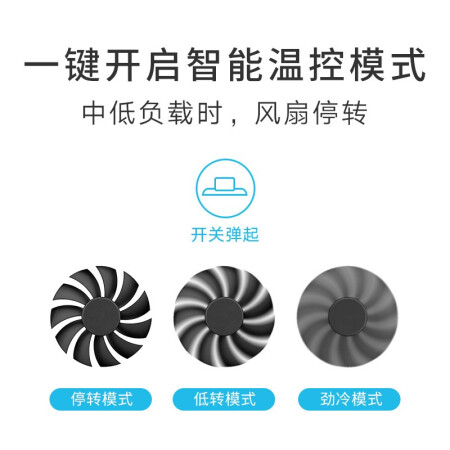 一键开启智能温控模式
中低负载时，风扇停转
开关弹起
停转模式
低转模式
劲冷模式